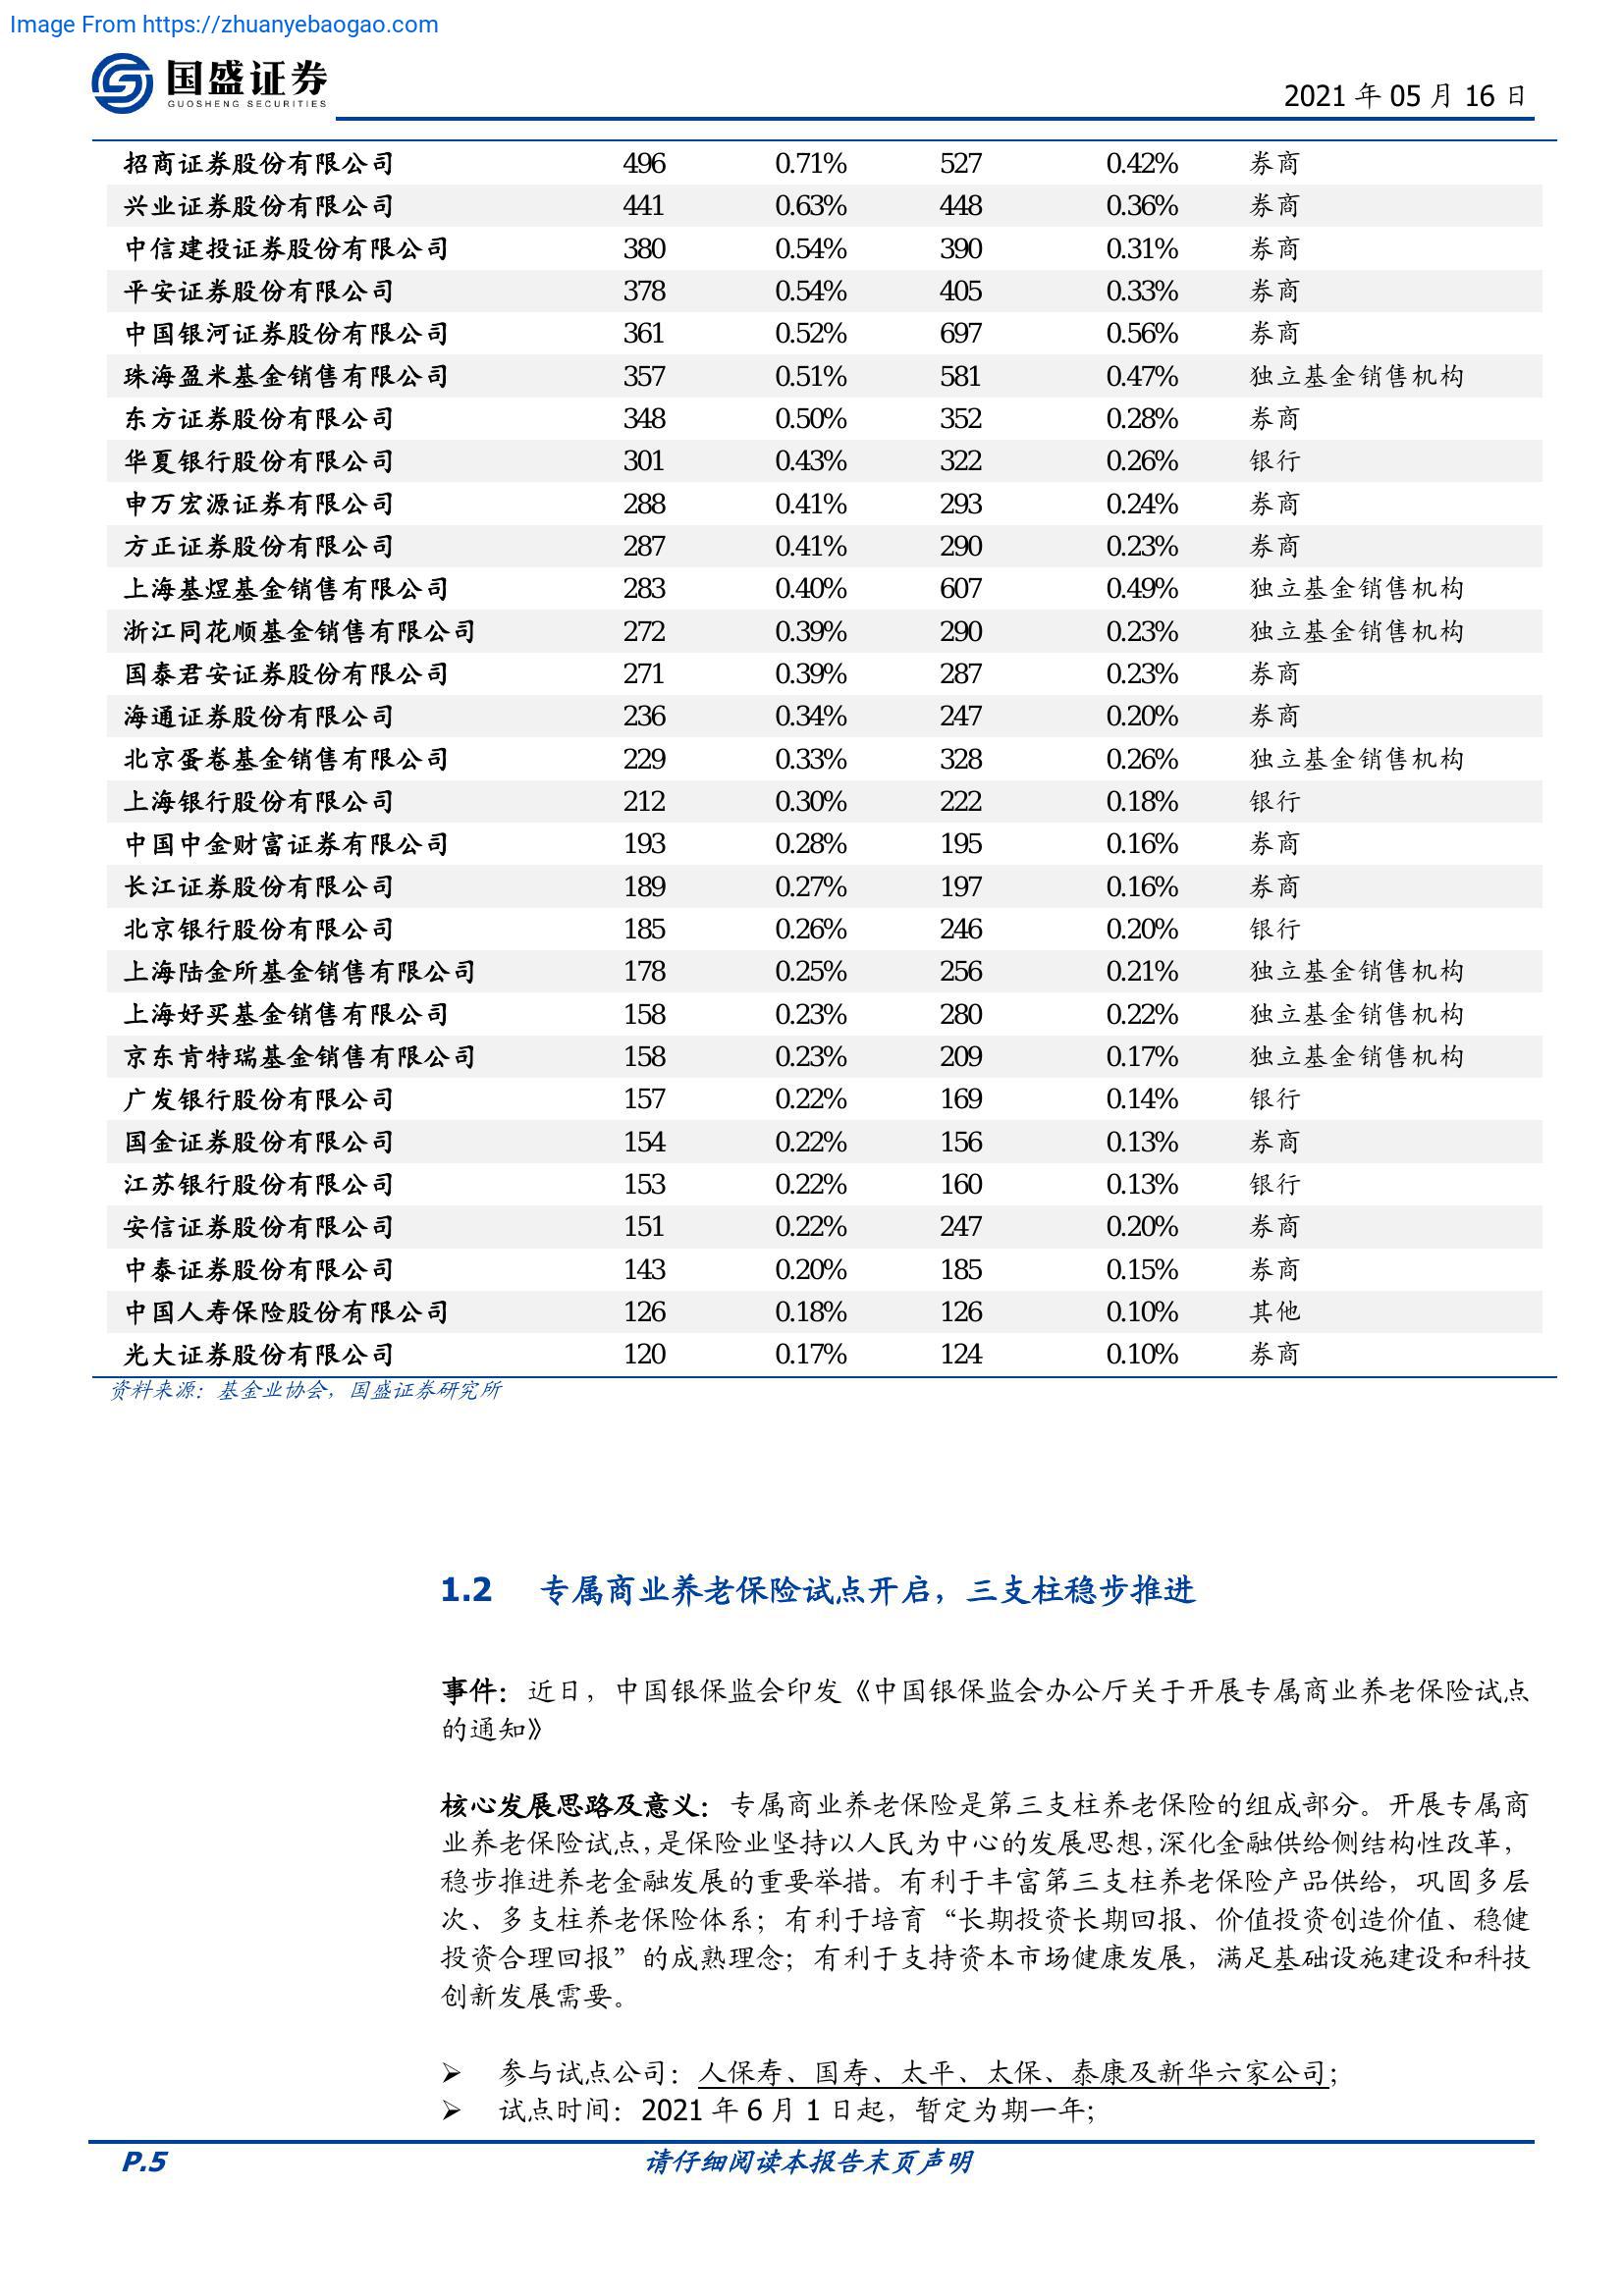 Image From https://zhuanyebaogao.com
国盛证券
GUOSHENG SECURITIES
2021 年 05 月 16 日
招商证券股份有限公司 496 0.71% 527 0.42% 券商
兴业证券股份有限公司 441 0.63% 448 0.36% 券商
中信建投证券股份有限公司 380 0.54% 390 0.31% 券商
平安证券股份有限公司 378 0.54% 405 0.33% 券商
中国银河证券股份有限公司 361 0.52% 697 0.56% 券商
珠海盈米基金销售有限公司 357 0.51% 581 0.47% 独立基金销售机构
东方证券股份有限公司 348 0.50% 352 0.28% 券商
华夏银行股份有限公司 301 0.43% 322 0.26% 银行
申万宏源证券有限公司 288 0.41% 293 0.24% 券商
方正证券股份有限公司 287 0.41% 290 0.23% 券商
上海基煜基金销售有限公司 283 0.40% 607 0.49% 独立基金销售机构
浙江同花顺基金销售有限公司 272 0.39% 290 0.23% 独立基金销售机构
国泰君安证券股份有限公司 271 0.39% 287 0.23% 券商
海通证券股份有限公司 236 0.34% 247 0.20% 券商
北京蛋卷基金销售有限公司 229 0.33% 328 0.26% 独立基金销售机构
上海银行股份有限公司 212 0.30% 222 0.18% 银行
中国中金财富证券有限公司 193 0.28% 195 0.16% 券商
长江证券股份有限公司 189 0.27% 197 0.16% 券商
北京银行股份有限公司 185 0.26% 246 0.20% 银行
上海陆金所基金销售有限公司 178 0.25% 256 0.21% 独立基金销售机构
上海好买基金销售有限公司 158 0.23% 280 0.22% 独立基金销售机构
京东肯特瑞基金销售有限公司 158 0.23% 209 0.17% 独立基金销售机构
广发银行股份有限公司 157 0.22% 169 0.14% 银行
国金证券股份有限公司 154 0.22% 156 0.13% 券商
江苏银行股份有限公司 153 0.22% 160 0.13% 银行
安信证券股份有限公司 151 0.22% 247 0.20% 券商
中泰证券股份有限公司 143 0.20% 185 0.15% 券商
中国人寿保险股份有限公司 126 0.18% 126 0.10% 其他
光大证券股份有限公司 120 0.17% 124 0.10% 券商
资料来源：基金业协会，国盛证券研究所
1.2 专属商业养老保险试点开启，三支柱稳步推进
事件：近日，中国银保监会印发《中国银保监会办公厅关于开展专属商业养老保险试点
的通知》
核心发展思路及意义：专属商业养老保险是第三支柱养老保险的组成部分。开展专属商
业养老保险试点，是保险业坚持以人民为中心的发展思想，深化金融供给侧结构性改革，
稳步推进养老金融发展的重要举措。有利于丰富第三支柱养老保险产品供给，巩固多层
次、多支柱养老保险体系；有利于培育“长期投资长期回报、价值投资创造价值、稳健
投资合理回报”的成熟理念；有利于支持资本市场健康发展，满足基础设施建设和科技
创新发展需要。
➢ 参与试点公司：人保寿、国寿、太平、太保、泰康及新华六家公司；
➢ 试点时间：2021 年 6 月 1 日起，暂定为期一年；
P.5 请仔细阅读本报告末页声明